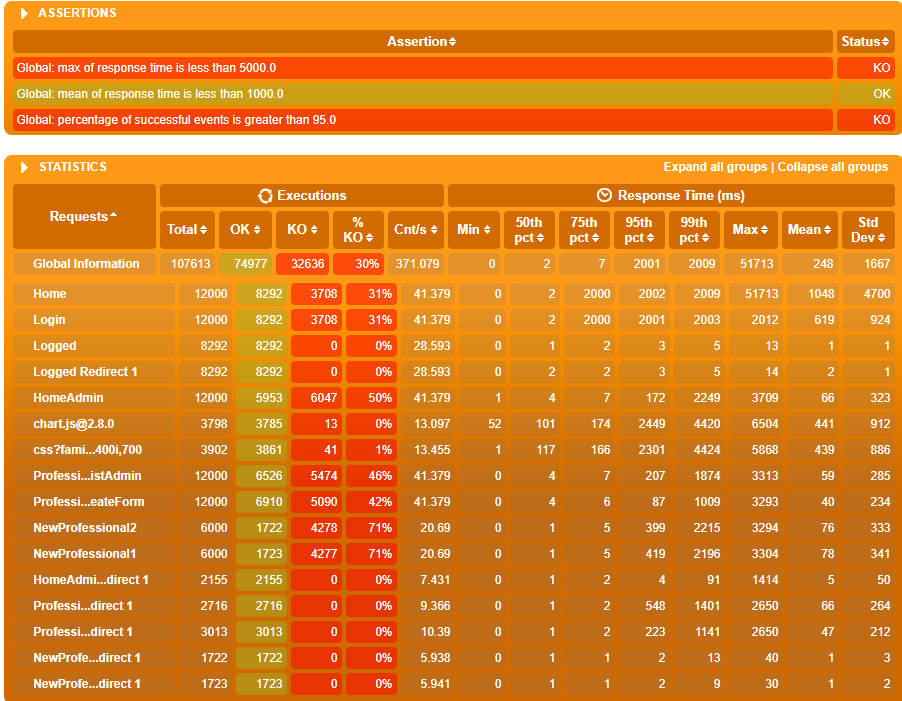 ASSERTIONS
Assertion Status
Global: max of response time is less than 5000.0 KO
Global: mean of response time is less than 1000.0 OK
Global: percentage of successful events is greater than 95.0 KO
STATISTICS Expand all groups | Collapse all groups
Requests Executions Response Time (ms)
Total OK KO % KO Cnt/s Min 50th pct 75th pct 95th pct 99th pct Max Mean Std Dev
Global Information 107613 74977 32636 30% 371.079 0 2 7 2001 2009 51713 248 1667
Home 12000 8292 3708 31% 41.379 0 2 2000 2002 2009 51713 1048 4700
Login 12000 8292 3708 31% 41.379 0 2 2000 2001 2003 2012 619 924
Logged 8292 8292 0 0% 28.593 0 1 2 3 5 13 1 1
Logged Redirect 1 8292 8292 0 0% 28.593 0 2 2 3 5 14 2 1
HomeAdmin 12000 5953 6047 50% 41.379 1 4 7 172 2249 3709 66 323
chart.js@2.8.0 3798 3785 13 0% 13.097 52 101 174 2449 4420 6504 441 912
css?fami...400i,700 3902 3861 41 1% 13.455 1 117 166 2301 4424 5868 439 886
Professi...istAdmin 12000 6526 5474 46% 41.379 0 4 7 207 1874 3313 59 285
Professi...eateForm 12000 6910 5090 42% 41.379 0 4 6 87 1009 3293 40 234
NewProfessional2 6000 1722 4278 71% 20.69 0 1 5 399 2215 3294 76 333
NewProfessional1 6000 1723 4277 71% 20.69 0 1 5 419 2196 3304 78 341
HomeAdmi...direct 1 2155 2155 0 0% 7.431 0 1 2 4 91 1414 5 50
Professi...direct 1 2716 2716 0 0% 9.366 0 1 2 548 1401 2650 66 264
Professi...direct 1 3013 3013 0 0% 10.39 0 1 2 223 1141 2650 47 212
NewProfe...direct 1 1722 1722 0 0% 5.938 0 1 1 2 13 40 1 3
NewProfe...direct 1 1723 1723 0 0% 5.941 0 1 1 2 9 30 1 2